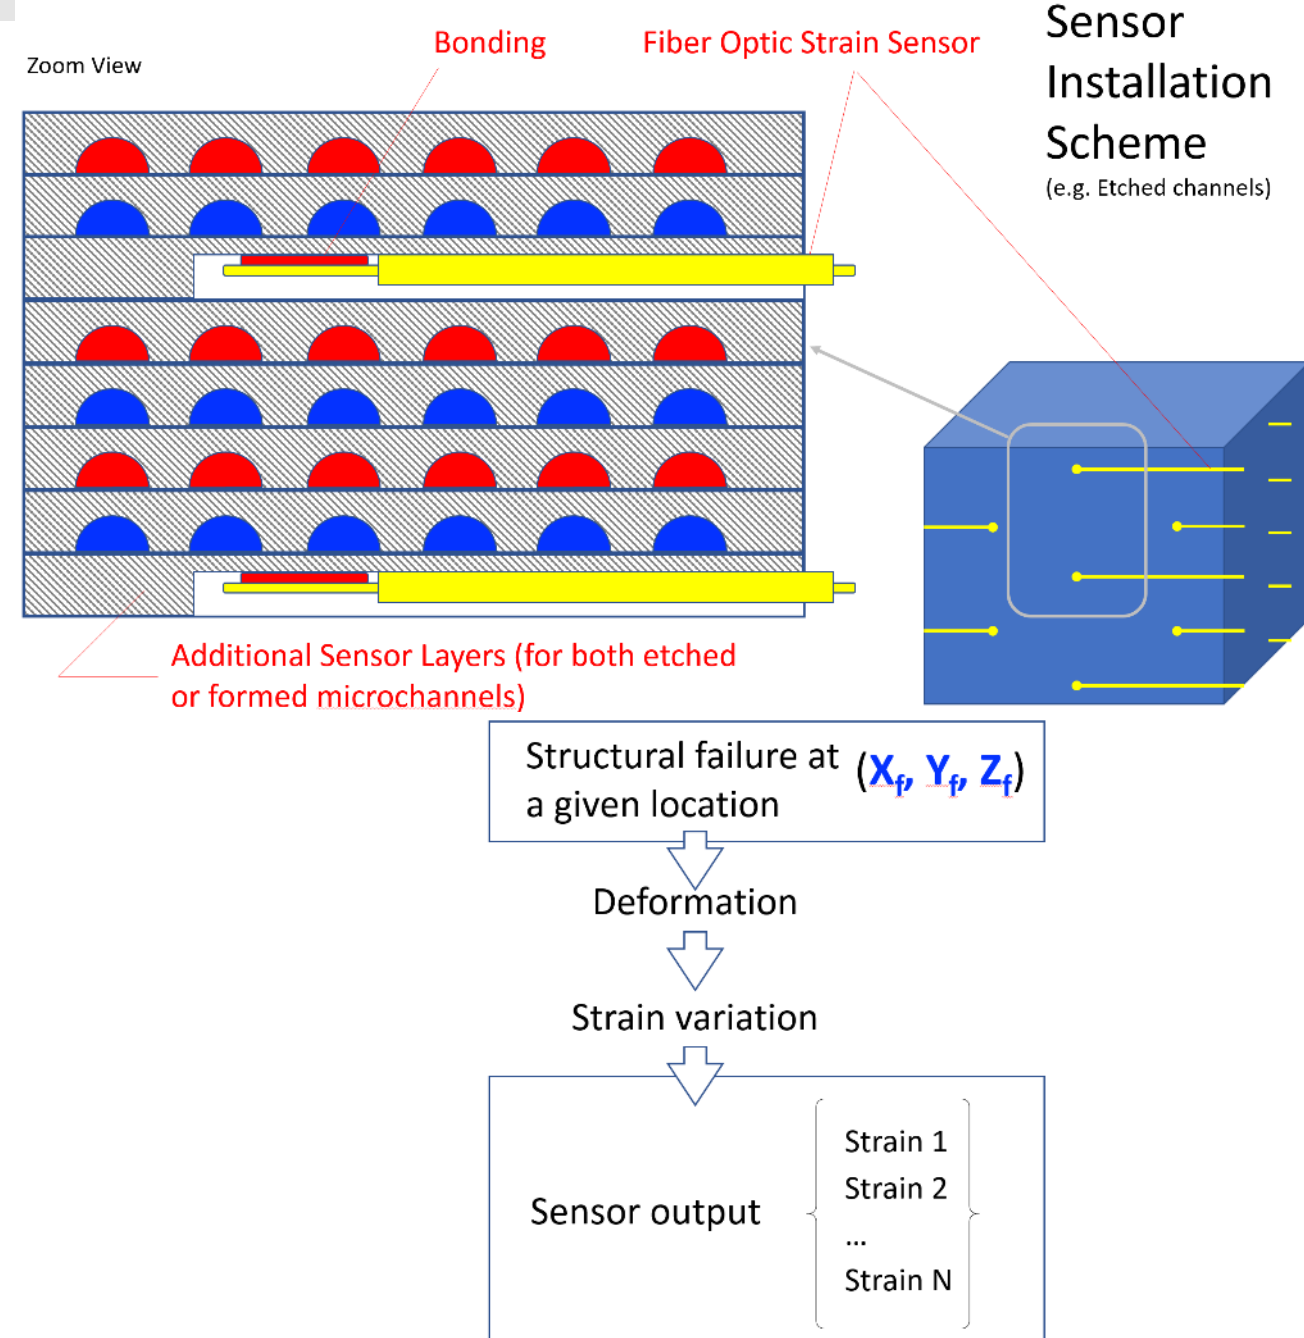 Sensor
Installation
Scheme
(e.g. Etched channels)
Zoom View
Bonding
Fiber Optic Strain Sensor
Additional Sensor Layers (for both etched
or formed microchannels)
Structural failure at
a given location
(Xf, Yf, Zf)
Deformation
Strain variation
Sensor output
Strain 1
Strain 2
...
Strain N